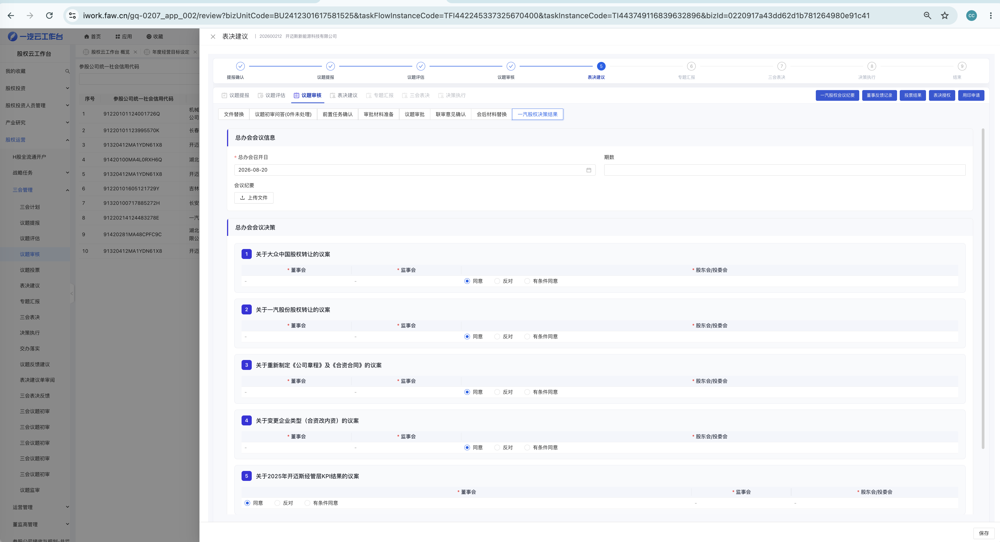 iwork.faw.cn/gq-0207_app_002/review?bizUnitCode=BU2412301617581525&taskFlowInstanceCode=TFI442245337325670400&taskInstanceCode=TI443749116839632896&bizId=0220917a43dd62d1b781264980e91c41
CC
一汽云工作台
首页
应用
收藏
股权云工作台
股权云工作台 概览
年度经营目标设定
我的收藏
股权投资
股权投资人员管理
产业研究
股权运营
H股全流通开户
战略任务
三会管理
三会计划
议题提报
议题评估
议题审核
议题投票
表决建议
专题汇报
三会表决
决策执行
交办落实
议题反馈建议
表决建议单审阅
三会表决反馈
三会议题初审
三会议题初审
三会议题初审
三会议题初审
三会议题初审
议题监审
运营管理
董监高管理
参股公司接收与规划-总监
参股公司统一社会信用代码
序号 参股公司统一社会信用代码
1 91220101124001726Q 机械
公司
2 91220101123995570K 长春
3 91320412MA1YDN61X8 开迈
4 91420100MA4L0RXH6Q 湖北
5 91320412MA1YDN61X8 开迈
6 91220101605121729Y 吉林
7 91320100717885272H 长安
8 91220214124483278E 一汽
9 91420281MA48CPFC9C 湖北
限公
10 91320412MA1YDN61X8 开迈
表决建议 | 202600212 开迈斯新能源科技有限公司
5 6 7 8 9
提报确认 议题提报 议题评估 议题审核 表决建议 专题汇报 三会表决 决策执行 结束
议题提报 议题评估 议题审核 表决建议 专题汇报 三会表决 决策执行
一汽股权会议纪要 董事反馈记录 投票结果 表决授权 用印申请
文件替换 议题初审问答(0件未处理) 前置任务确认 审批材料准备 议题审批 联审意见确认 会后材料替换 一汽股权决策结果
总办会会议信息
* 总办会召开日 期数
2026-08-20
会议纪要
上传文件
总办会会议决策
1 关于大众中国股权转让的议案
* 董事会 * 监事会 * 股东会/投委会
- - 同意 反对 有条件同意
2 关于一汽股份股权转让的议案
* 董事会 * 监事会 * 股东会/投委会
- - 同意 反对 有条件同意
3 关于重新制定《公司章程》及《合资合同》的议案
* 董事会 * 监事会 * 股东会/投委会
- - 同意 反对 有条件同意
4 关于变更企业类型（合资改内资）的议案
* 董事会 * 监事会 * 股东会/投委会
- - 同意 反对 有条件同意
5 关于2025年开迈斯经管层KPI结果的议案
* 董事会 * 监事会 * 股东会/投委会
同意 反对 有条件同意 - -
保存